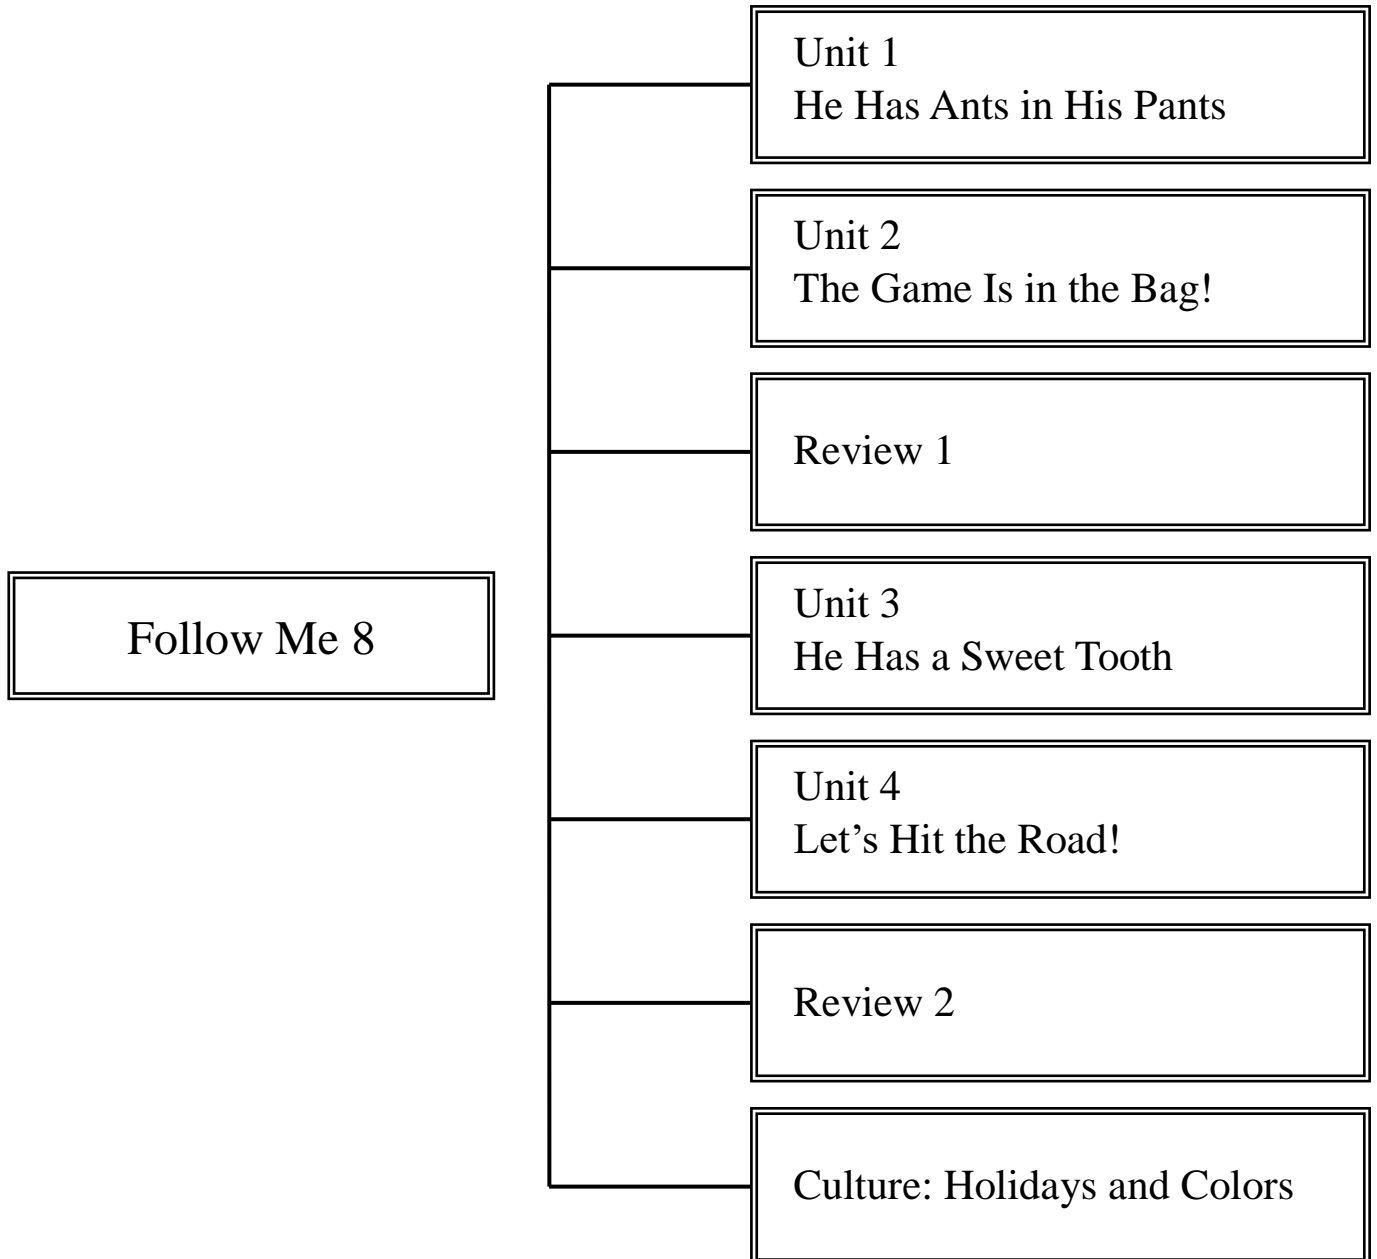 Follow Me 8
Unit 1
He Has Ants in His Pants
Unit 2
The Game Is in the Bag!
Review 1
Unit 3
He Has a Sweet Tooth
Unit 4
Let’s Hit the Road!
Review 2
Culture: Holidays and Colors